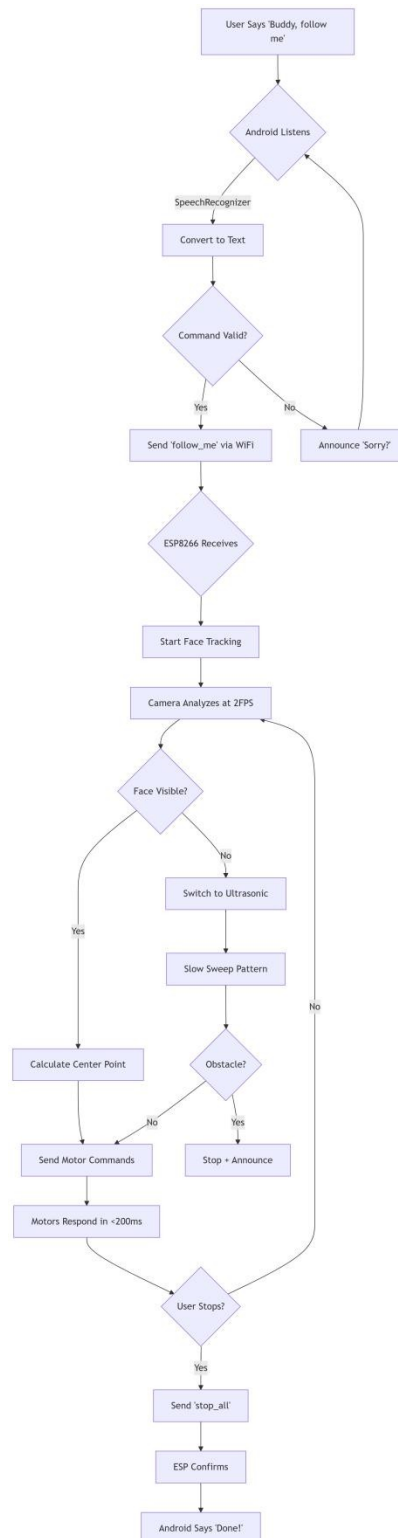 User Says 'Buddy, follow
me'
Android Listens
SpeechRecognizer
Convert to Text
Command Valid?
Yes
No
Send 'follow_me' via WiFi
Announce 'Sorry?'
ESP8266 Receives
Start Face Tracking
Camera Analyzes at 2FPS
Face Visible?
No
Switch to Ultrasonic
Yes
Slow Sweep Pattern
No
Calculate Center Point
Obstacle?
No
Yes
Send Motor Commands
Stop + Announce
Motors Respond in <200ms
User Stops?
Yes
Send 'stop_all'
ESP Confirms
Android Says 'Done!'